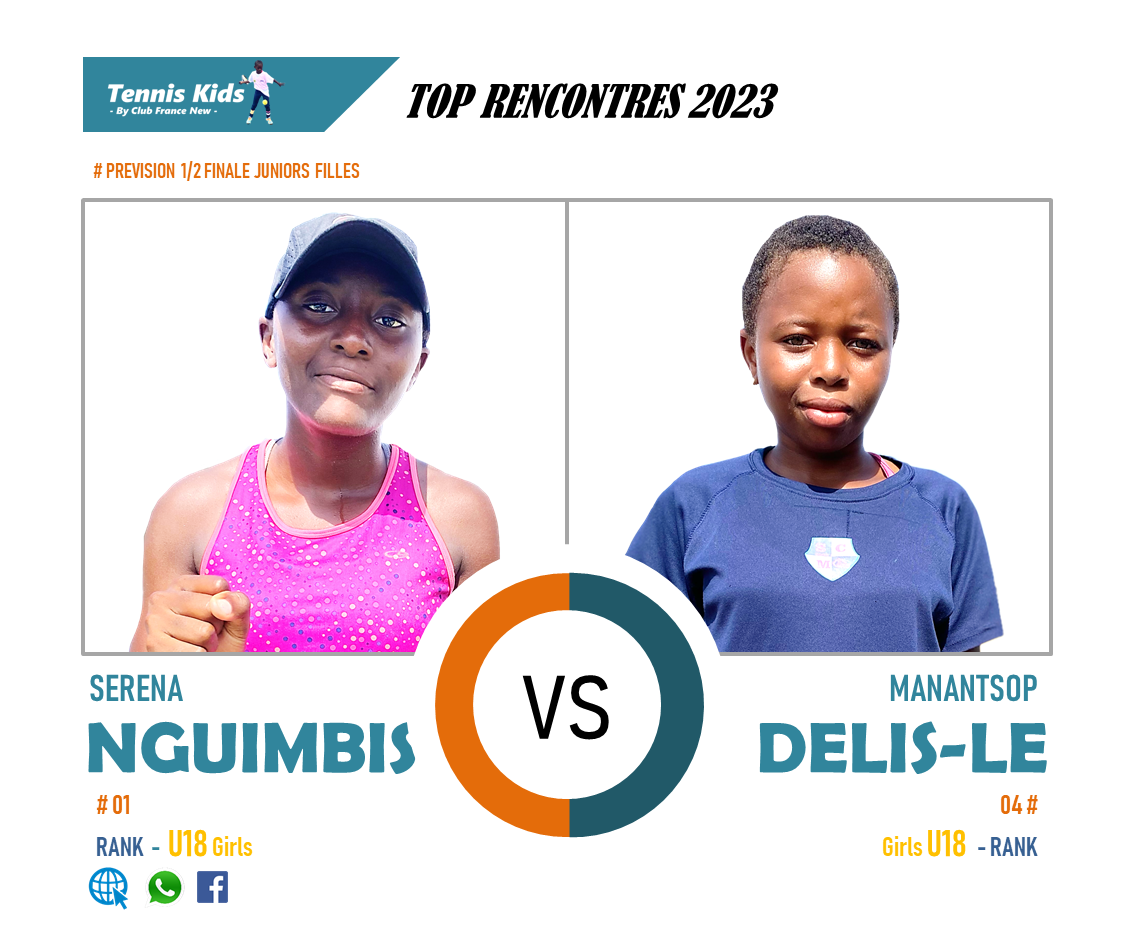 Tennis Kids
- By Club France New -
TOP RENCONTRES 2023
# PREVISION 1/2 FINALE JUNIORS FILLES
VS
SERENA
NGUIMBIS
# 01
RANK - U18 Girls
MANANTSOP
DELIS-LE
04 #
Girls U18 - RANK